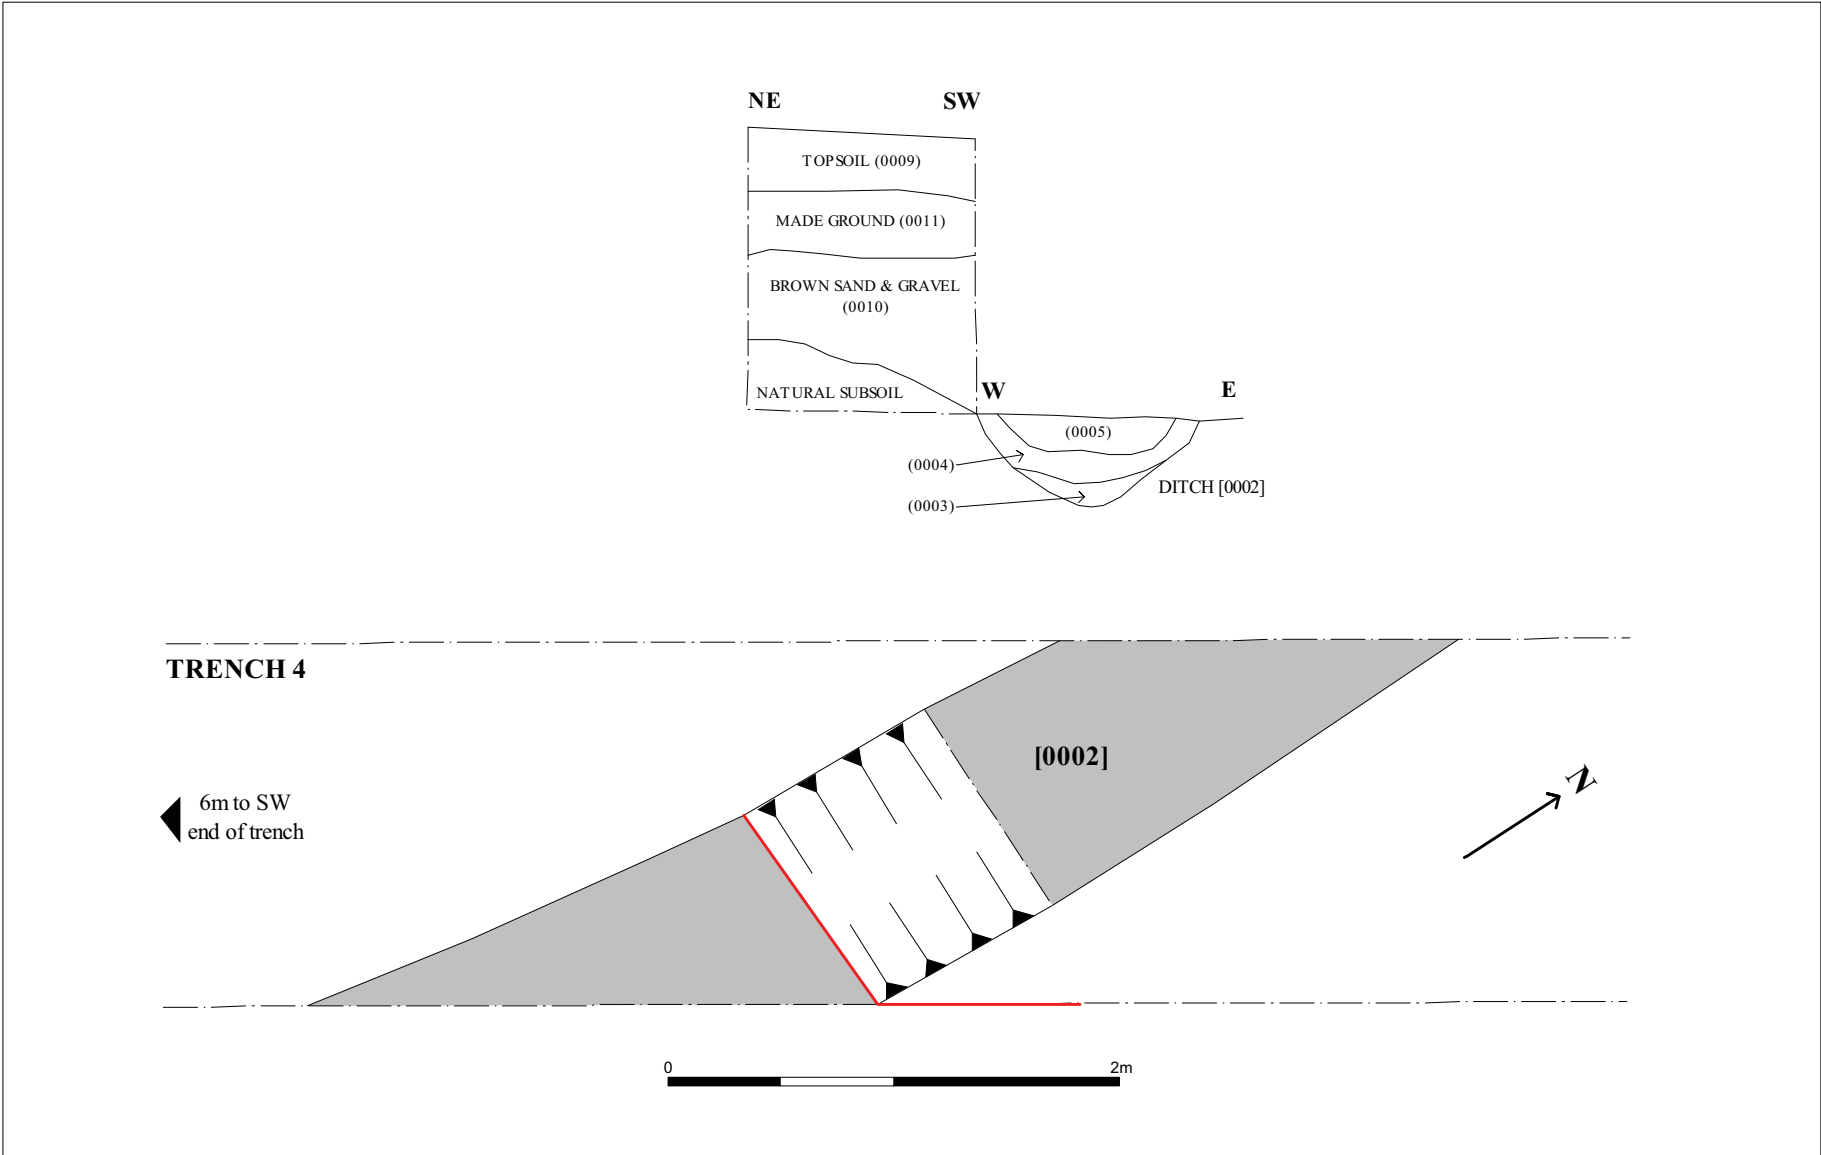 NE SW
TOPSOIL (0009)
MADE GROUND (0011)
BROWN SAND & GRAVEL
(0010)
NATURAL SUBSOIL
W E
(0005)
(0004)
(0003)
DITCH [0002]
TRENCH 4
[0002]
6m to SW
end of trench
N
0 2m